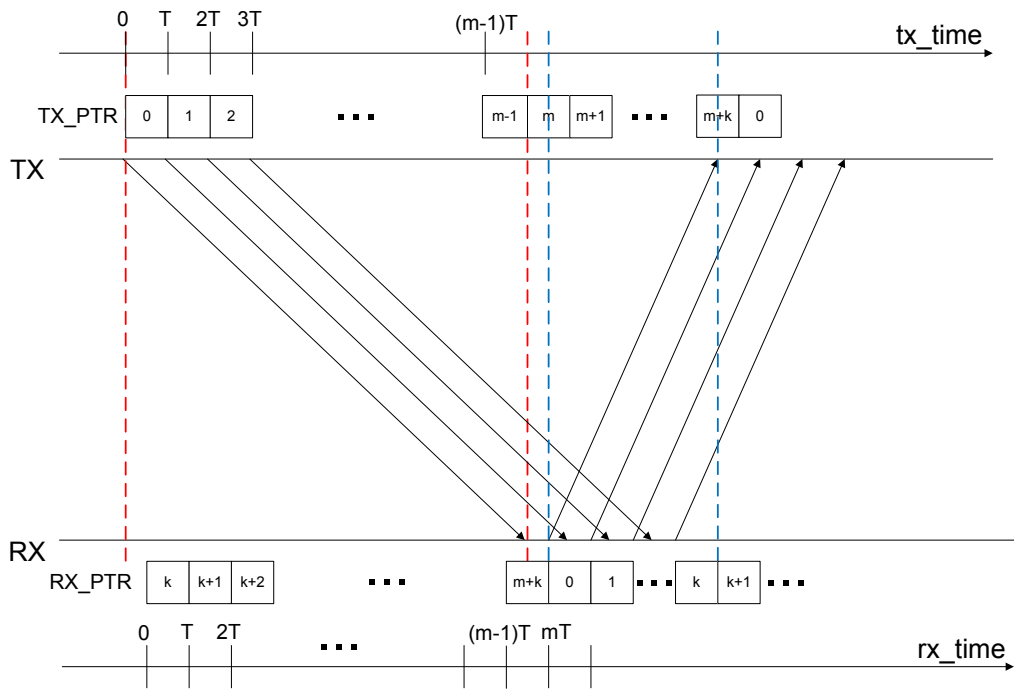 0 T 2T 3T (m-1)T
tx_time
TX_PTR 0 1 2 ... m-1 m m+1 ... m+k 0
TX
RX
RX_PTR k k+1 k+2 ... m+k 0 1 ... k k+1 ...
0 T 2T ... (m-1)T mT
rx_time